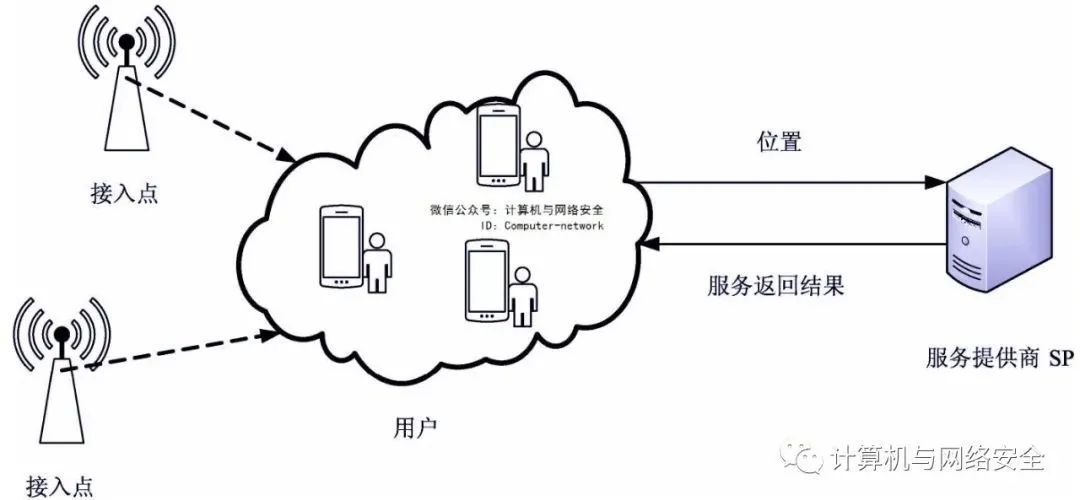 位置
接入点
微信公众号：计算机与网络安全
ID: Computer-network
服务返回结果
服务提供商 SP
用户
接入点
计算机与网络安全